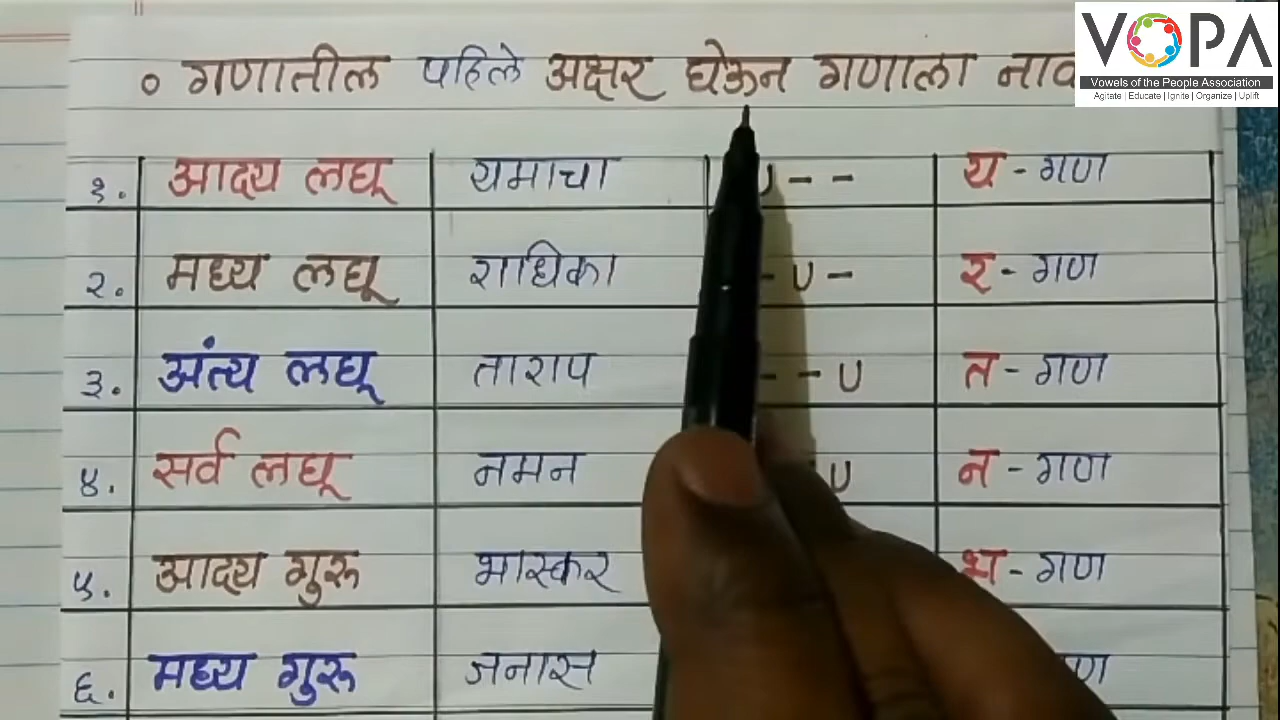 VOPA
Vowels of the People Association
Agitate | Educate | Ignite | Organize | Uplift
० गणातील पहिले अक्षर घेऊन गणाला नाव
१. आद्य लघू यमाचा U - - य - गण
२. मध्य लघू राधिका - U - र - गण
३. अंत्य लघू ताराप - - U त - गण
४. सर्व लघू नमन U न - गण
५. आद्य गुरू भास्कर भ - गण
६. मध्य गुरू जनास